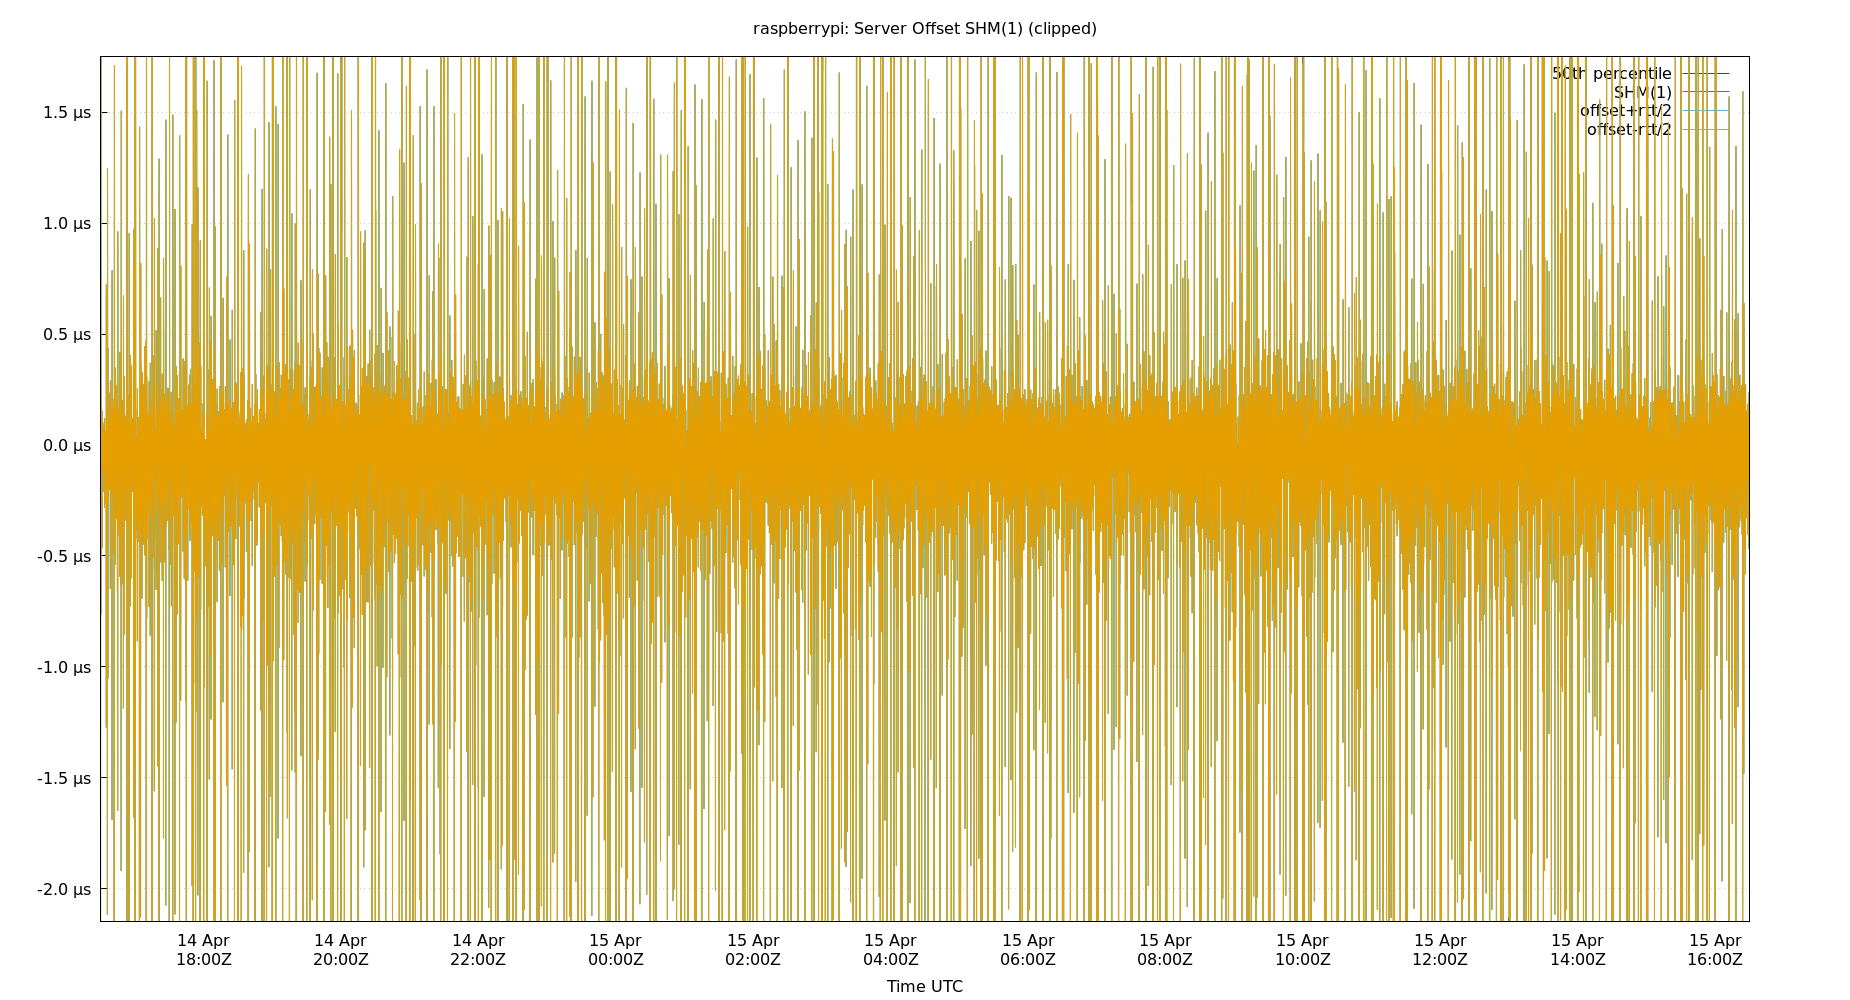 raspberrypi: Server Offset SHM(1) (clipped)
50th percentile
SHM(1)
offset+rtt/2
offset-rtt/2
1.5 µs
1.0 µs
0.5 µs
0.0 µs
-0.5 µs
-1.0 µs
-1.5 µs
-2.0 µs
14 Apr 14 Apr 14 Apr 15 Apr 15 Apr 15 Apr 15 Apr 15 Apr 15 Apr 15 Apr 15 Apr 15 Apr
18:00Z 20:00Z 22:00Z 00:00Z 02:00Z 04:00Z 06:00Z 08:00Z 10:00Z 12:00Z 14:00Z 16:00Z
Time UTC